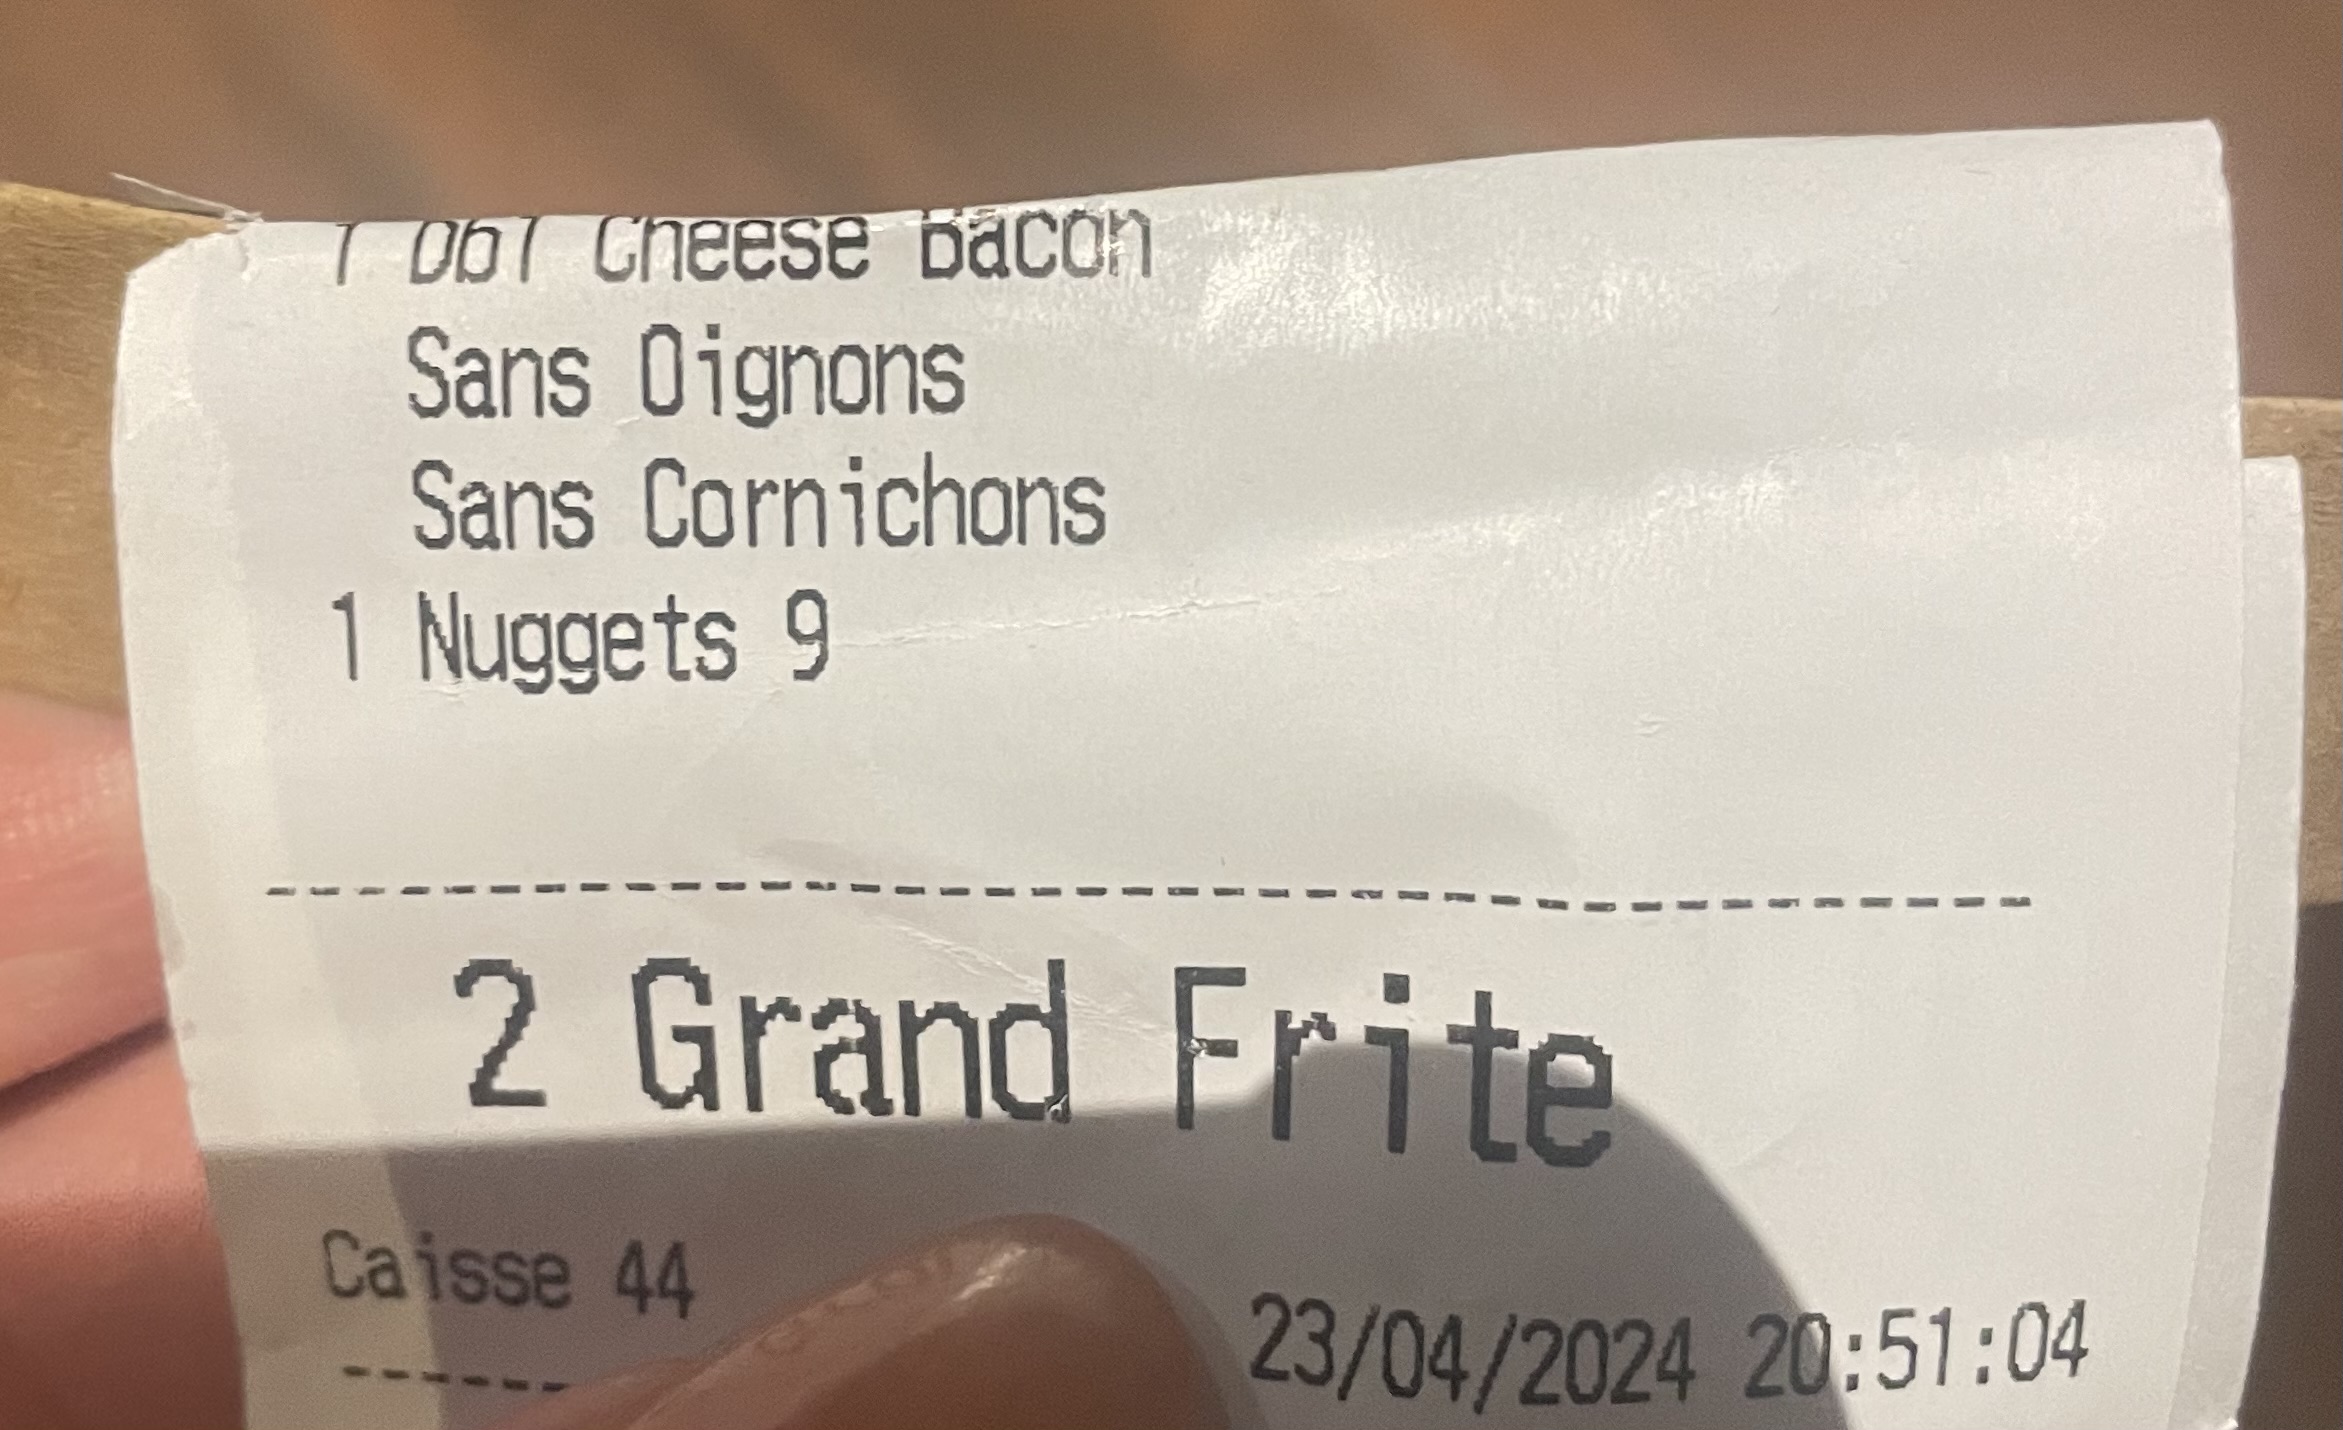 1 Dbl Cheese Bacon
Sans Oignons
Sans Cornichons
1 Nuggets 9
2 Grand Frite
Caisse 44
23/04/2024 20:51:04